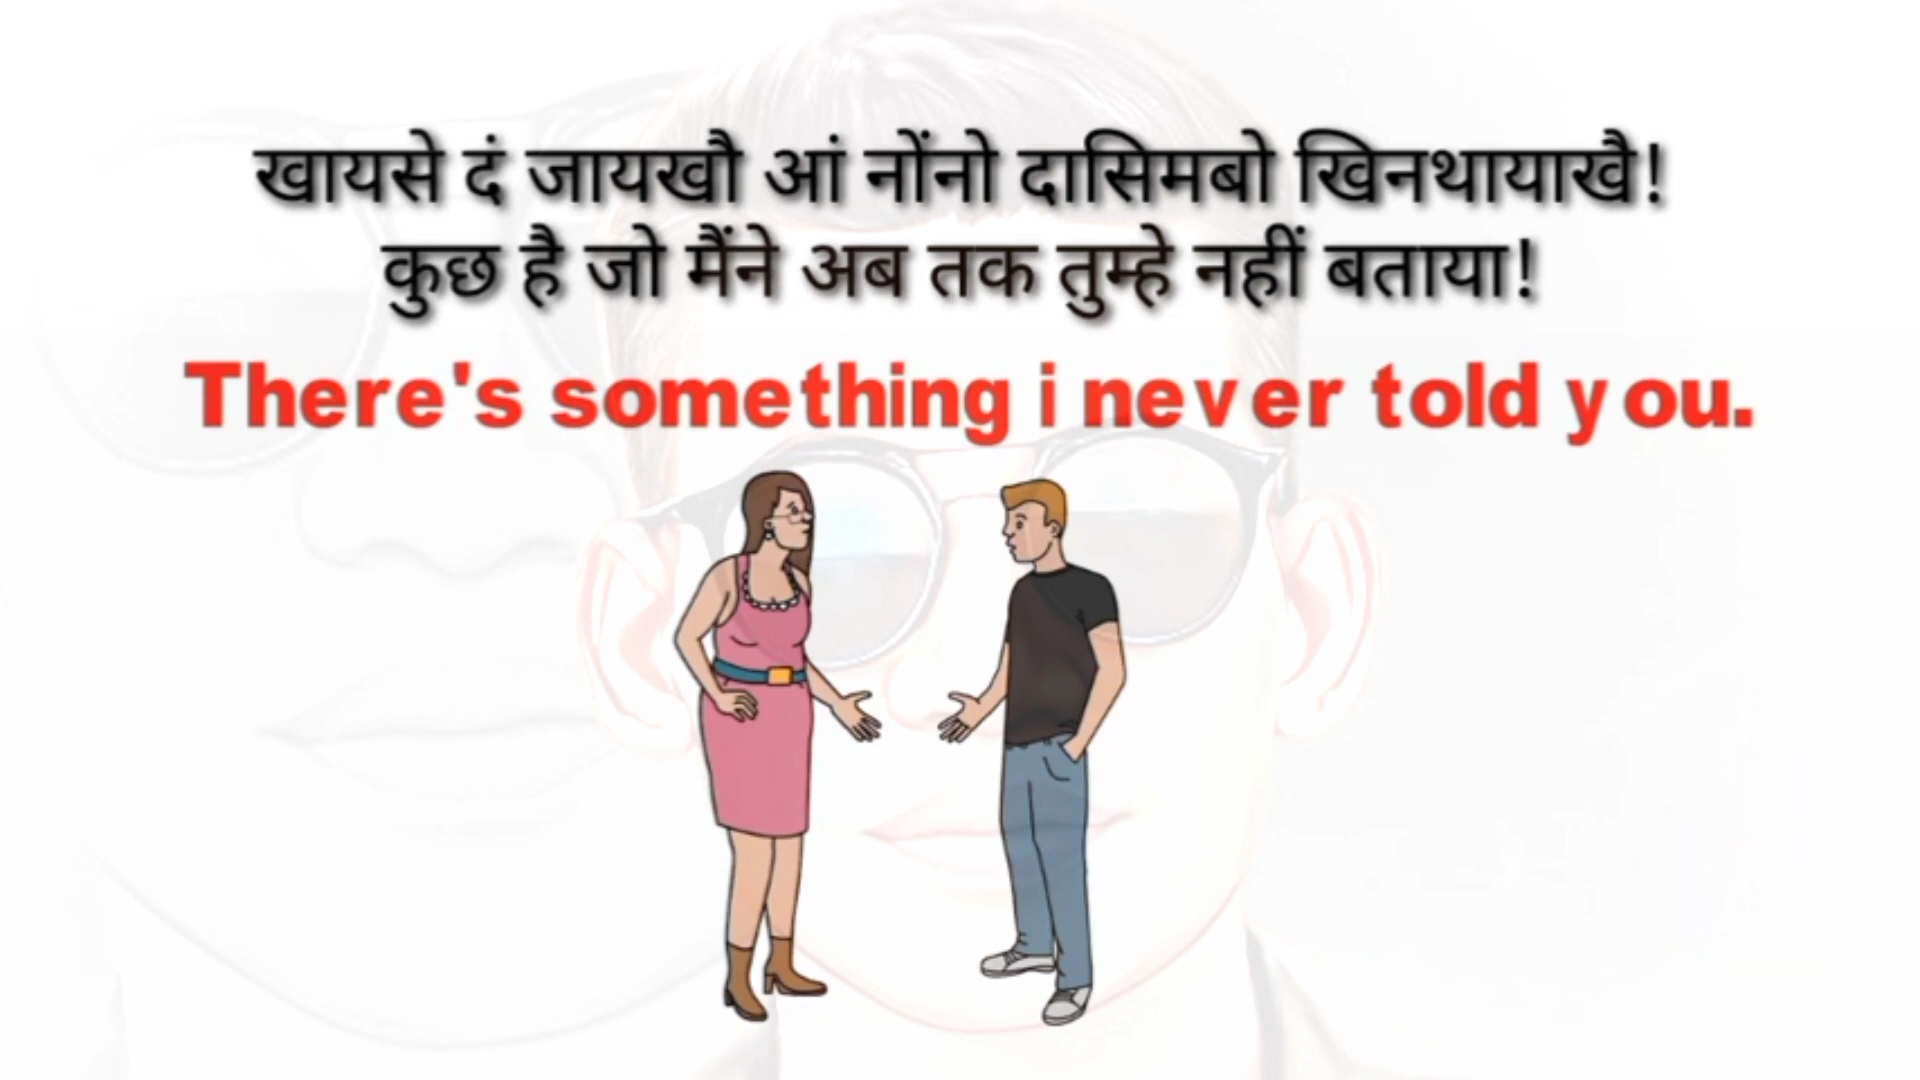 खायसे दं जायखौ आं नोंनो दासिमबो खिनथायाखै!
कुछ है जो मैंने अब तक तुम्हे नहीं बताया!
There's something i never told you.